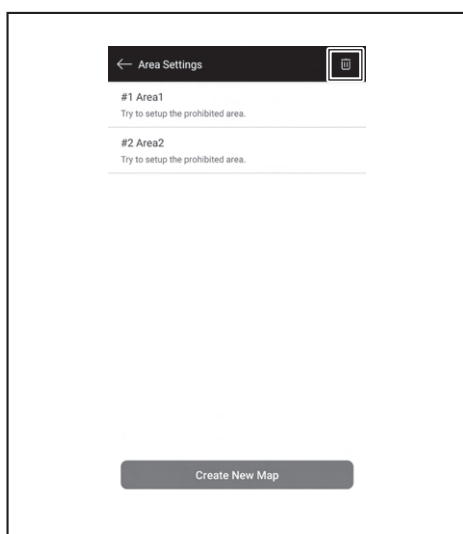 Area Settings
#1 Area1
Try to setup the prohibited area.
#2 Area2
Try to setup the prohibited area.
Create New Map